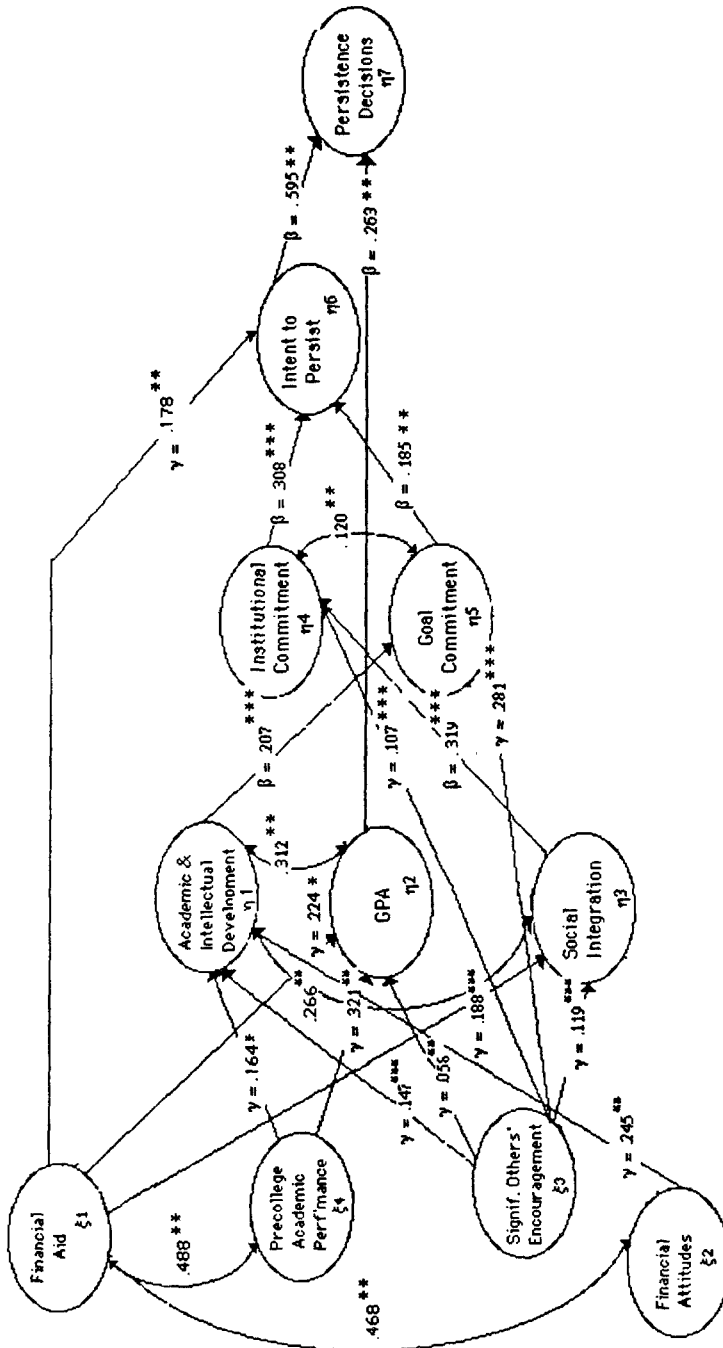 Financial
Aid
ξ1
.488**
.468**
Precollege
Academic
Perf'mance
ξ4
Signif. Others'
Encouragement
ξ3
Financial
Attitudes
ξ2
γ = .178**
γ = .164*
γ = .224*
.266**
γ = .321**
γ = .188***
γ = .147***
γ = .058**
γ = .119***
γ = .245**
Academic &
Intellectual
Development
η1
.312**
GPA
η2
Social
Integration
η3
β = .207***
γ = .107***
β = .319***
γ = .281***
Institutional
Commitment
η4
.120**
Goal
Commitment
η5
β = .308***
β = .185**
Intent to
Persist
η6
β = .595**
β = .263**
Persistence
Decisions
η7